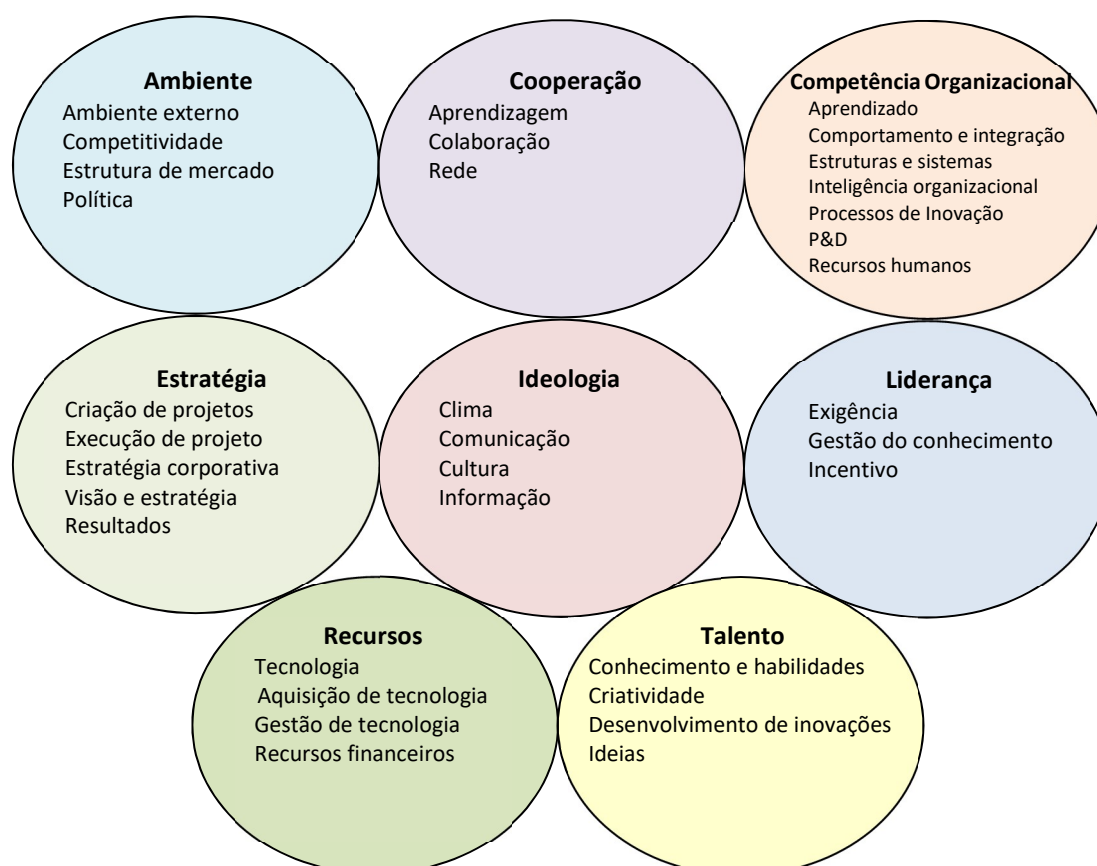 Ambiente
Ambiente externo
Competitividade
Estrutura de mercado
Política
Cooperação
Aprendizagem
Colaboração
Rede
Competência Organizacional
Aprendizado
Comportamento e integração
Estruturas e sistemas
Inteligência organizacional
Processos de Inovação
P&D
Recursos humanos
Estratégia
Criação de projetos
Execução de projeto
Estratégia corporativa
Visão e estratégia
Resultados
Ideologia
Clima
Comunicação
Cultura
Informação
Liderança
Exigência
Gestão do conhecimento
Incentivo
Recursos
Tecnologia
Aquisição de tecnologia
Gestão de tecnologia
Recursos financeiros
Talento
Conhecimento e habilidades
Criatividade
Desenvolvimento de inovações
Ideias